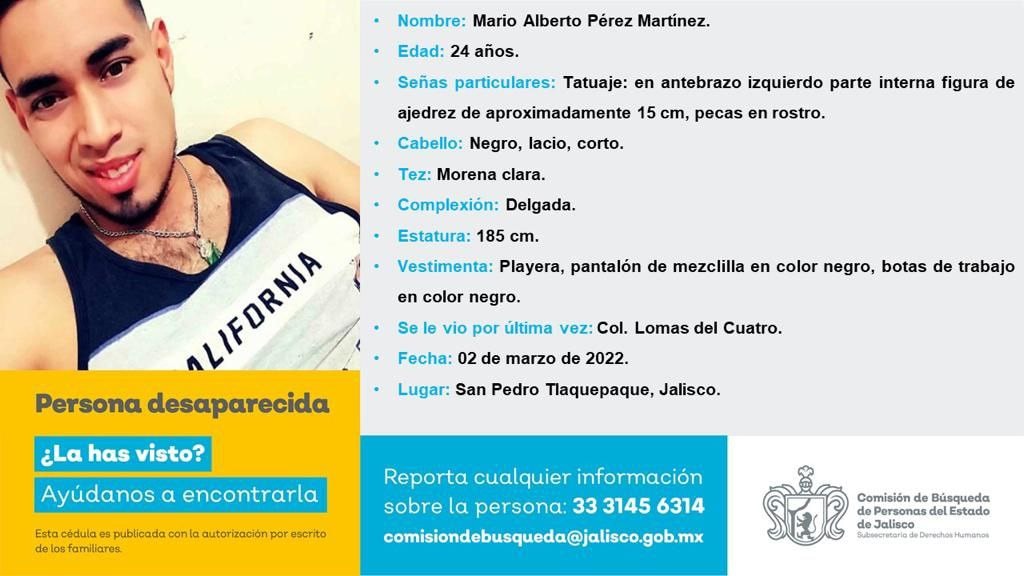 CALIFORNIA
Persona desaparecida
¿La has visto?
Ayúdanos a encontrarla
Esta cédula es publicada con la autorización por escrito
de los familiares.
• Nombre: Mario Alberto Pérez Martínez.
• Edad: 24 años.
• Señas particulares: Tatuaje: en antebrazo izquierdo parte interna figura de
ajedrez de aproximadamente 15 cm, pecas en rostro.
• Cabello: Negro, lacio, corto.
• Tez: Morena clara.
• Complexión: Delgada.
• Estatura: 185 cm.
• Vestimenta: Playera, pantalón de mezclilla en color negro, botas de trabajo
en color negro.
• Se le vio por última vez: Col. Lomas del Cuatro.
• Fecha: 02 de marzo de 2022.
• Lugar: San Pedro Tlaquepaque, Jalisco.
Reporta cualquier información
sobre la persona: 33 3145 6314
comisiondebusqueda@jalisco.gob.mx
Comisión de Búsqueda
de Personas del Estado
de Jalisco
Subsecretaría de Derechos Humanos